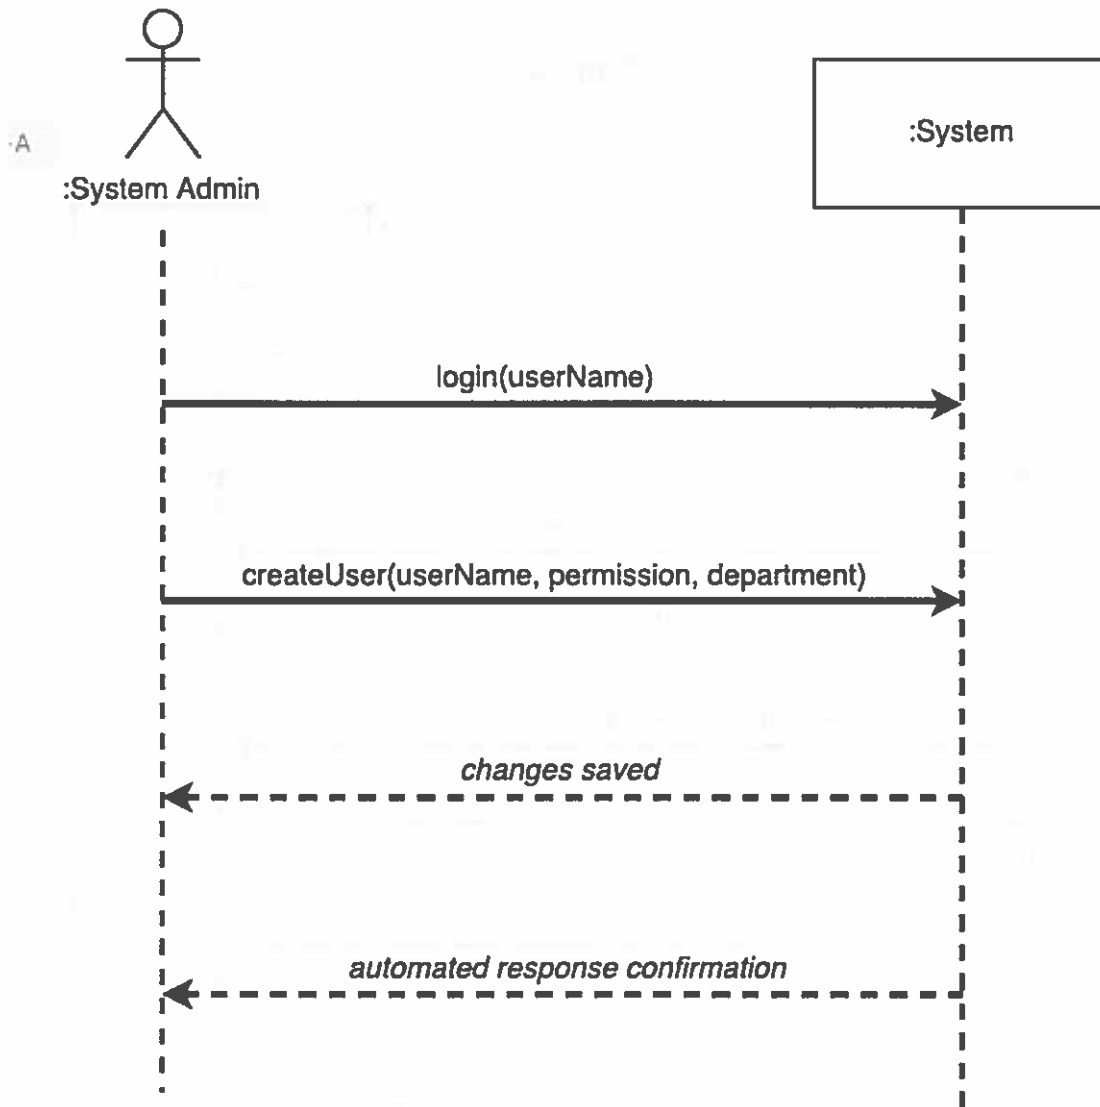 :System
·A
:System Admin
login(userName)
createUser(userName, permission, department)
changes saved
automated response confirmation